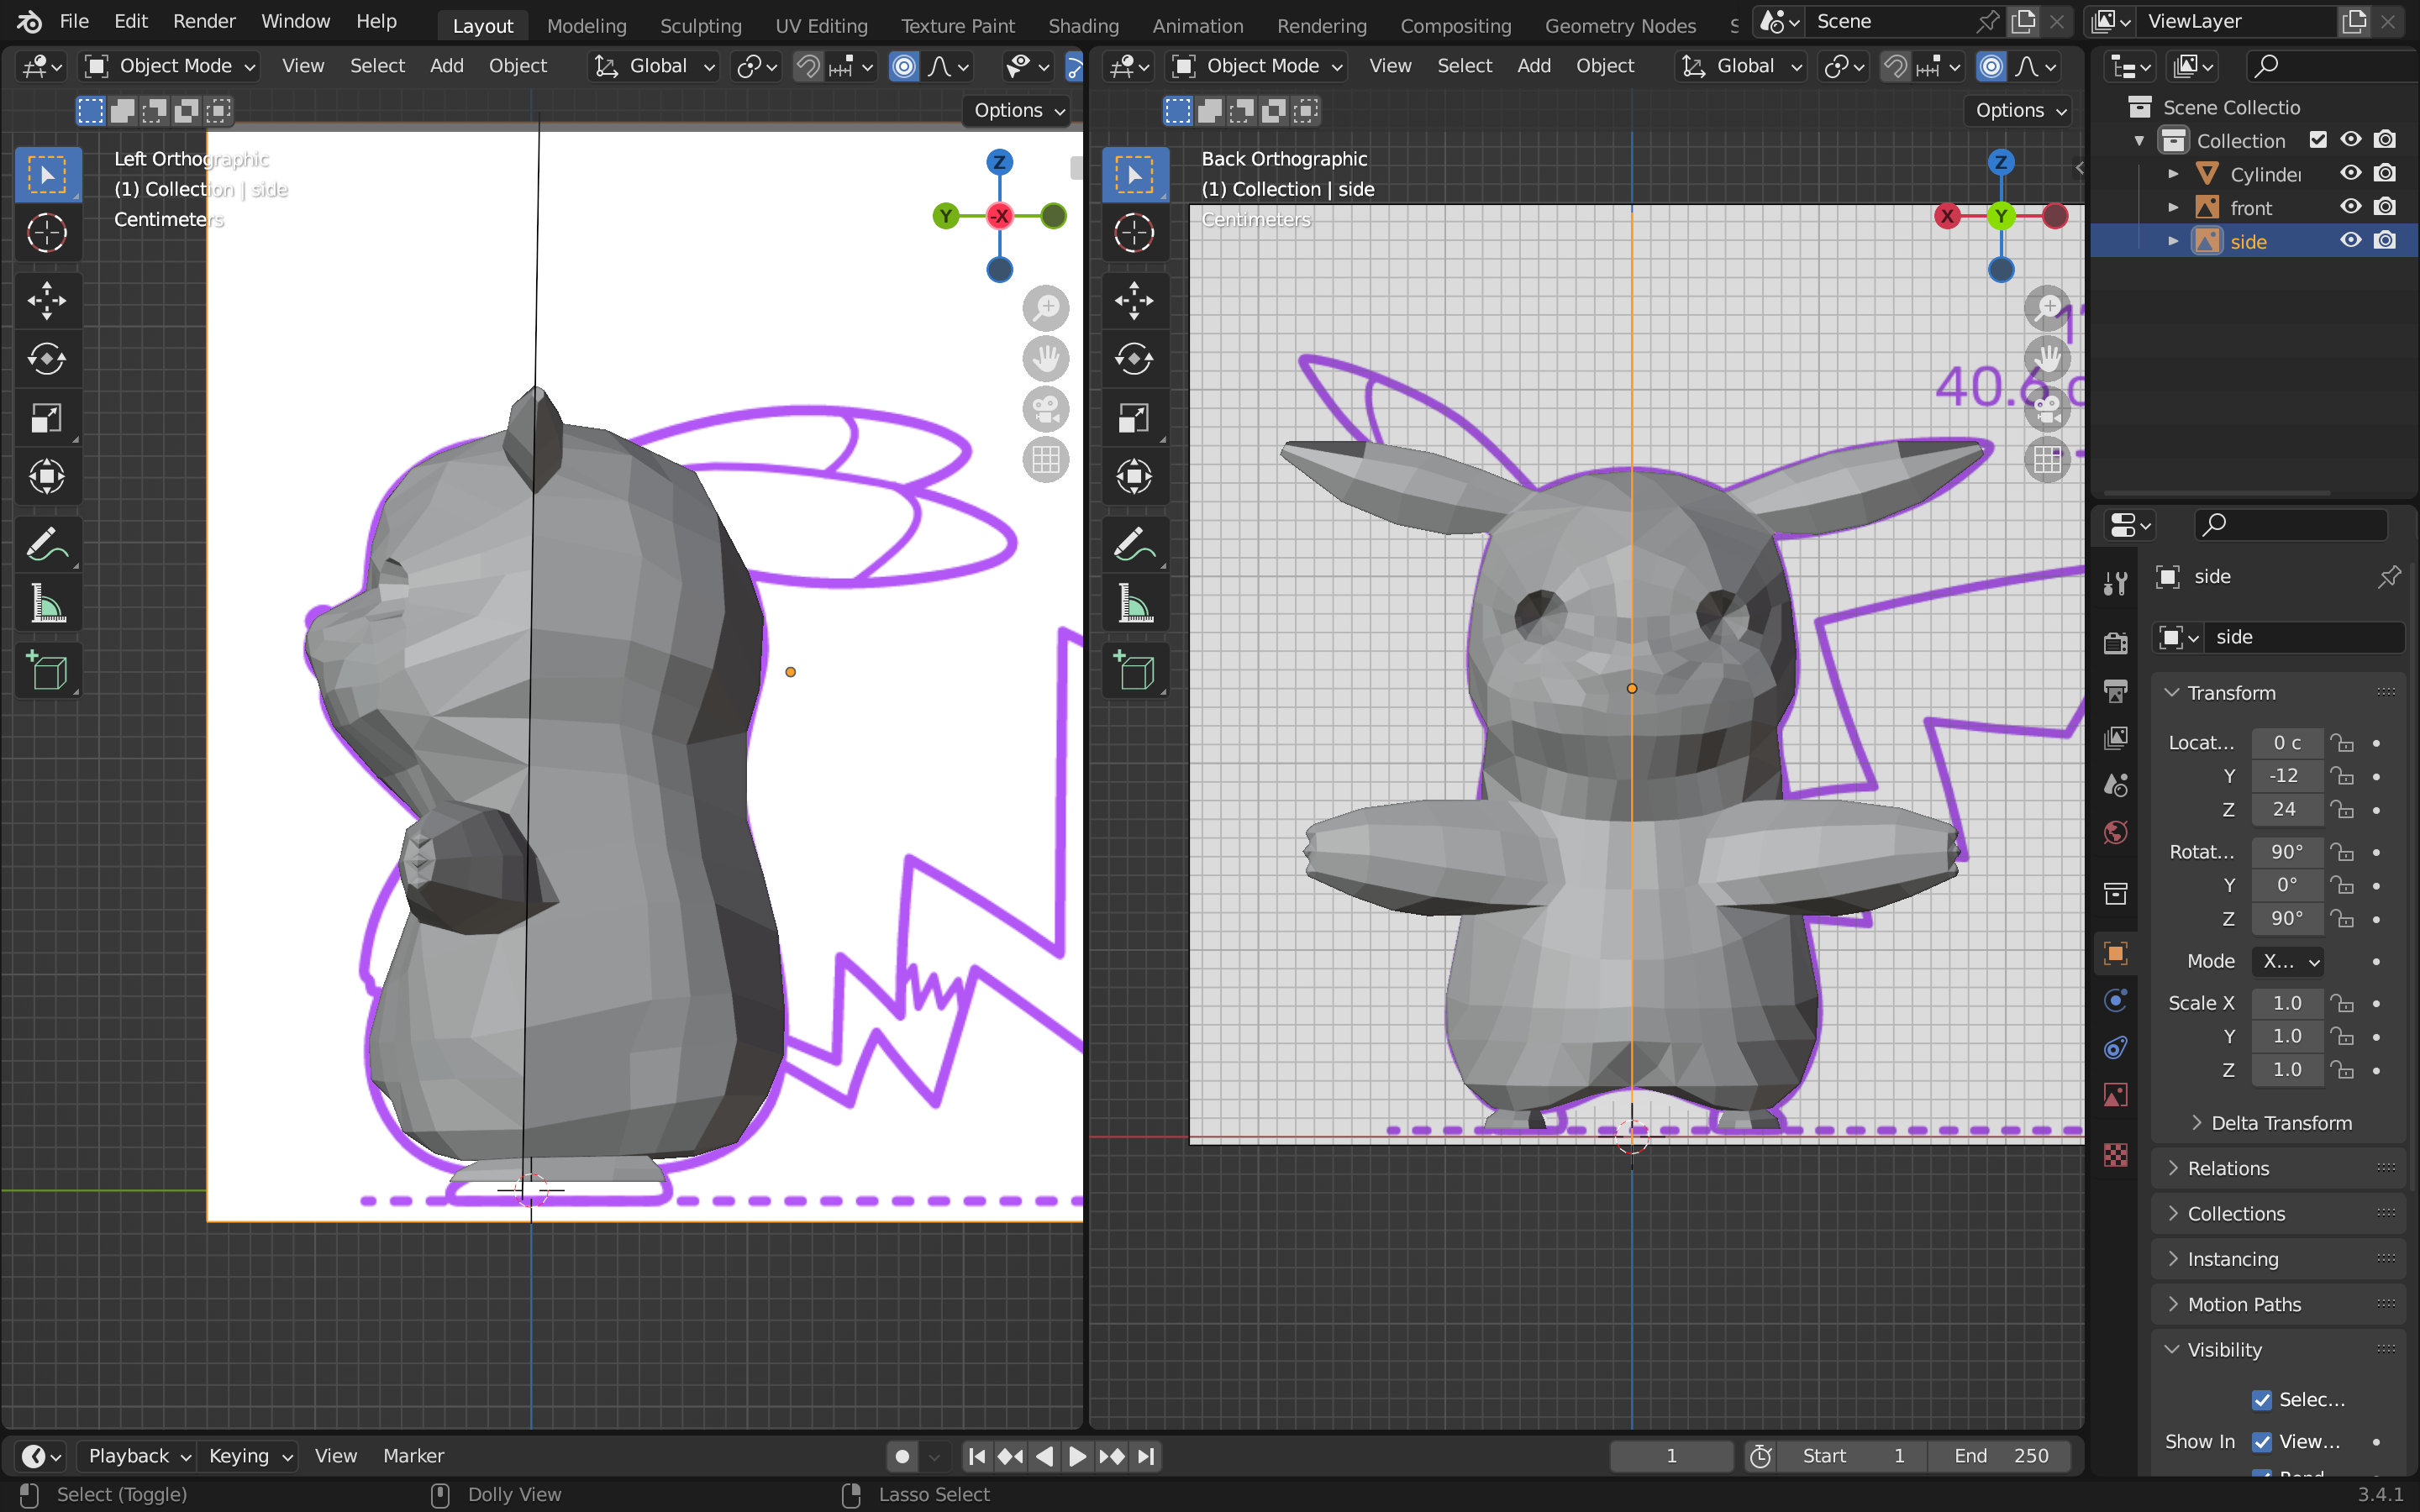 File Edit Render Window Help Layout Modeling Sculpting UV Editing Texture Paint Shading Animation Rendering Compositing Geometry Nodes Scene ViewLayer
Object Mode View Select Add Object Global
Options
Left Orthographic
(1) Collection | side
Centimeters
Z
Y
-X
Object Mode View Select Add Object Global
Options
Back Orthographic
(1) Collection | side
Centimeters
Z
X
Y
40.6
Scene Collectio
Collection
Cylinder
front
side
side
side
Transform
Locat... 0 c
Y -12
Z 24
Rotat... 90°
Y 0°
Z 90°
Mode X...
Scale X 1.0
Y 1.0
Z 1.0
Delta Transform
Relations
Collections
Instancing
Motion Paths
Visibility
Selec...
Show In View...
Playback Keying View Marker
1 Start 1 End 250
Select (Toggle) Dolly View Lasso Select 3.4.1